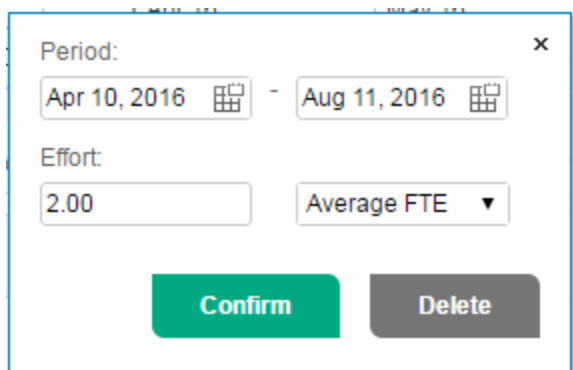 Period:
x
Apr 10, 2016 - Aug 11, 2016
Effort:
2.00 Average FTE
Confirm Delete